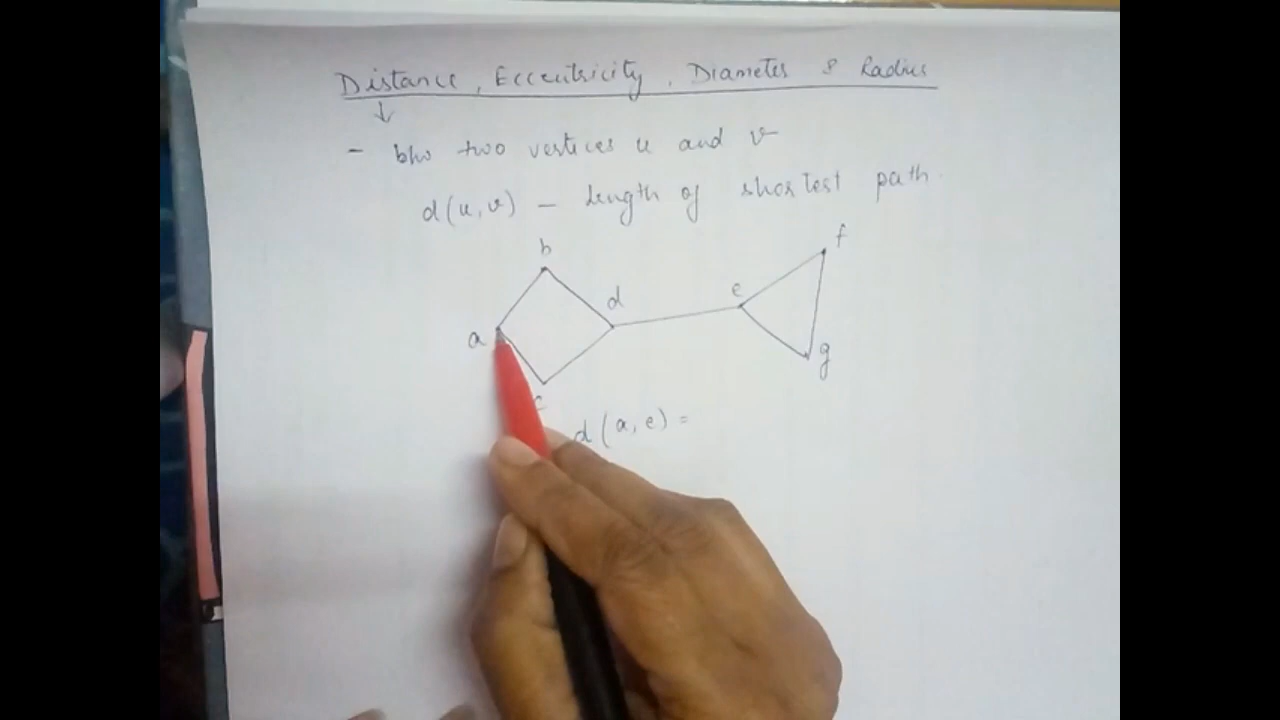 Distance, Eccentricity, Diameter & Radius
↓
- b/w two vertices u and v
d(u,v) - length of shortest path.
b
f
d
e
a
g
c
d(a,e) =